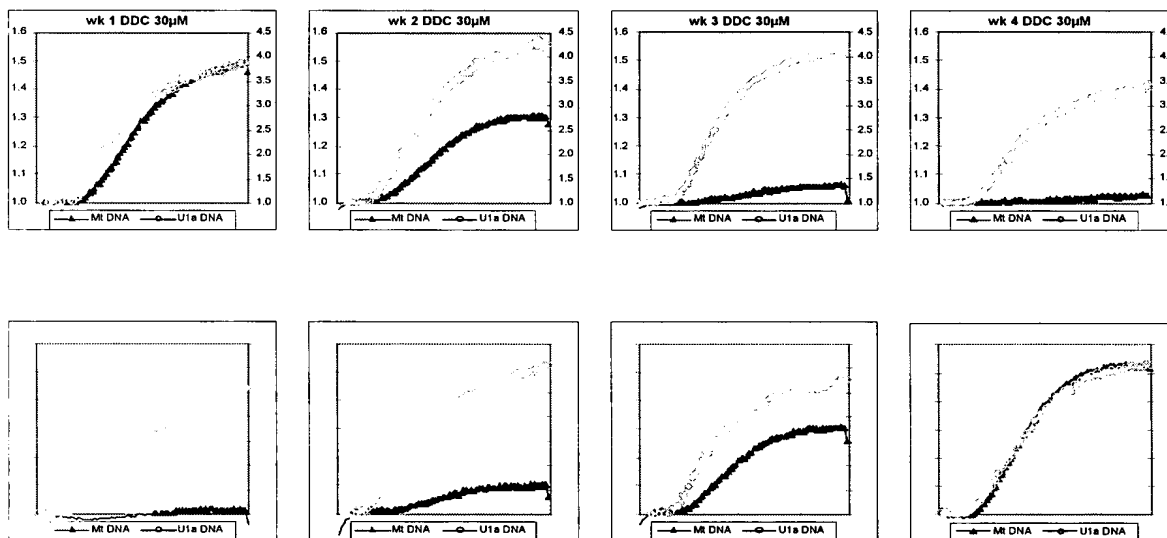 wk 1 DDC 30µM
1.6 4.5
1.5 4.0
1.4 3.5
3.0
1.3 2.5
1.2 2.0
1.1 1.5
1.0 1.0
Mt DNA U1a DNA
wk 2 DDC 30µM
1.6 4.5
1.5 4.0
1.4 3.5
3.0
1.3 2.5
1.2 2.0
1.1 1.5
1.0 1.0
Mt DNA U1a DNA
wk 3 DDC 30µM
1.6 4.5
1.5 4.0
1.4 3.5
3.0
1.3 2.5
1.2 2.0
1.1 1.5
1.0 1.0
Mt DNA U1a DNA
wk 4 DDC 30µM
1.6
1.5
1.4
1.3
1.2
1.1
1.0
Mt DNA U1a DNA
Mt DNA U1a DNA
Mt DNA U1a DNA
Mt DNA U1a DNA
Mt DNA U1a DNA